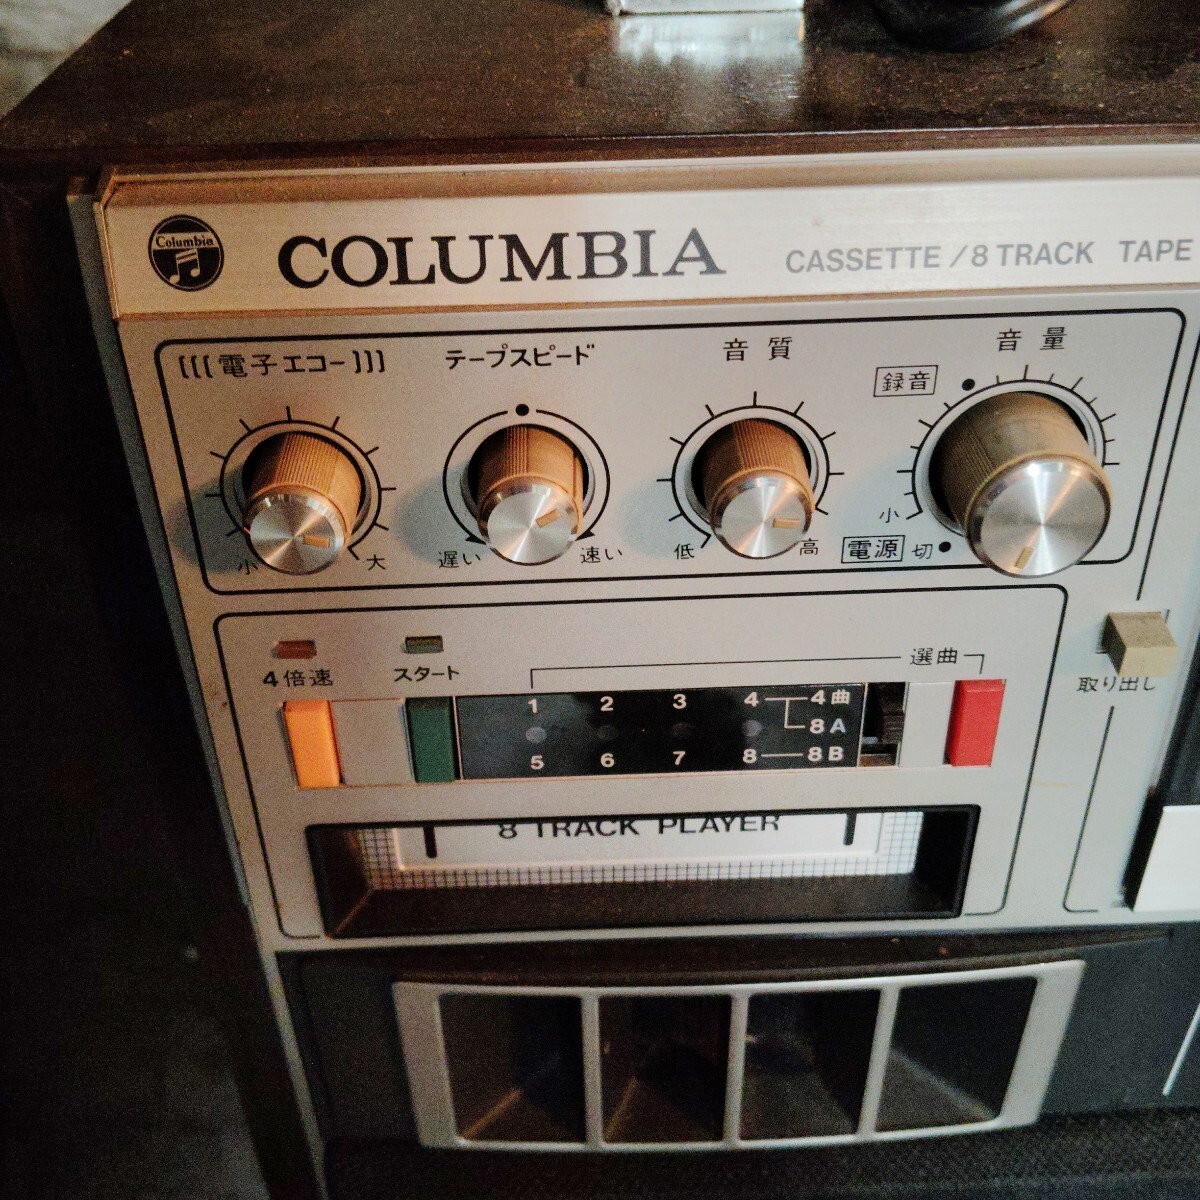 Columbia
COLUMBIA
CASSETTE / 8 TRACK TAPE
(((電子エコー)))
テープスピード
音質
音量
録音
小
大
遅い
速い
低
高
小
電源 切
4倍速
スタート
選曲
取り出し
1 2 3 4 4曲
8A
5 6 7 8 8B
8 TRACK PLAYER